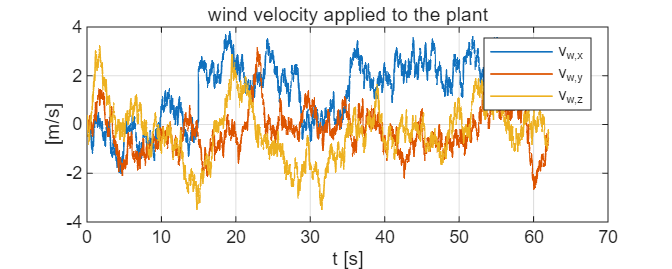 wind velocity applied to the plant
4
2
0
-2
-4
[m/s]
0 10 20 30 40 50 60 70
t [s]
v_w,x
v_w,y
v_w,z